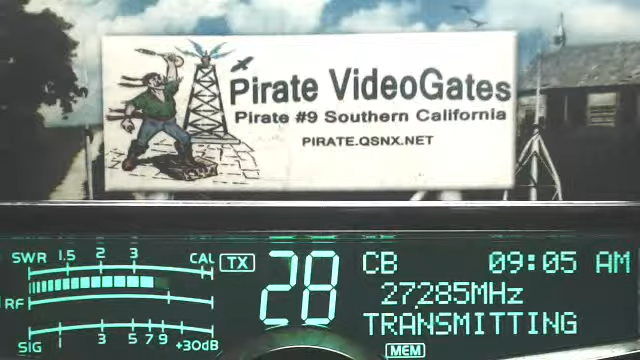 Pirate VideoGates
Pirate #9 Southern California
PIRATE.QSNX.NET
SWR 1.5 2 3 CAL TX 28 CB 09:05 AM
27285MHz
RF
TRANSMITTING
SIG 1 3 5 7 9 +30dB MEM